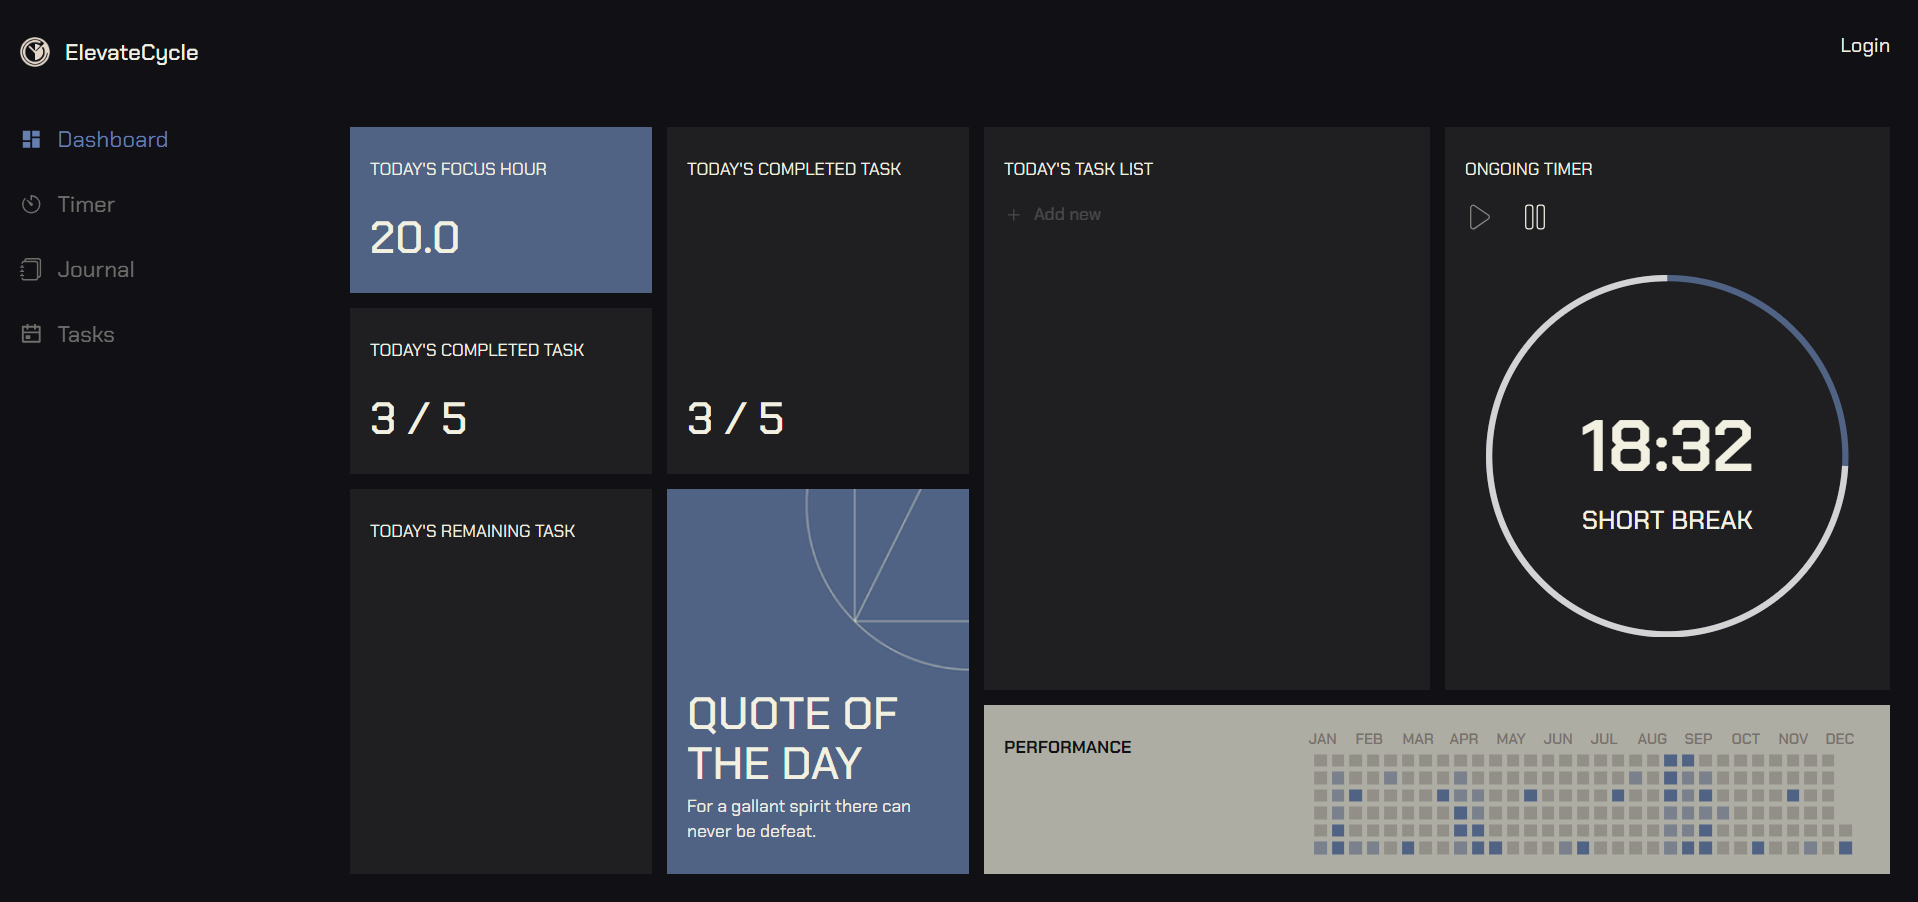 ElevateCycle
Login
Dashboard
Timer
Journal
Tasks
TODAY'S FOCUS HOUR
20.0
TODAY'S COMPLETED TASK
3 / 5
TODAY'S REMAINING TASK
TODAY'S COMPLETED TASK
3 / 5
QUOTE OF
THE DAY
For a gallant spirit there can
never be defeat.
TODAY'S TASK LIST
+ Add new
ONGOING TIMER
18:32
SHORT BREAK
PERFORMANCE
JAN FEB MAR APR MAY JUN JUL AUG SEP OCT NOV DEC